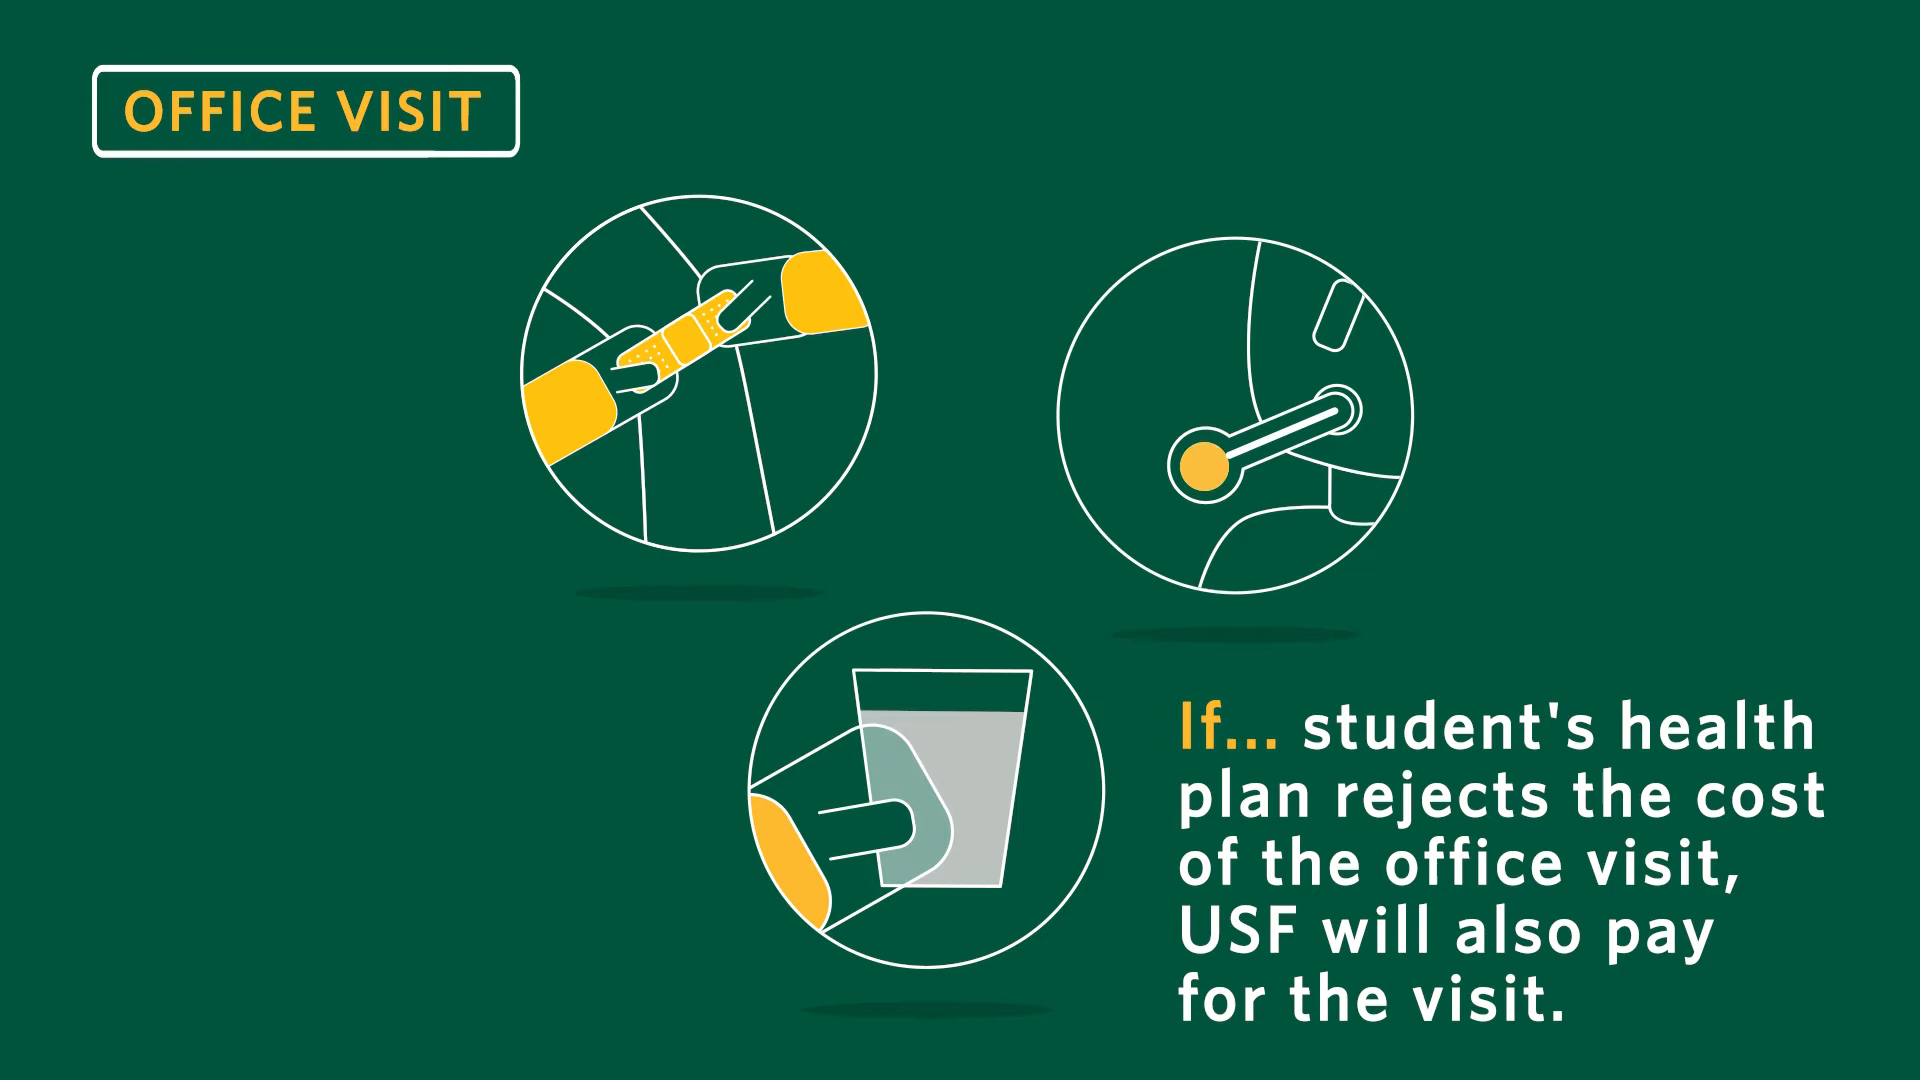 OFFICE VISIT
If... student's health
plan rejects the cost
of the office visit,
USF will also pay
for the visit.